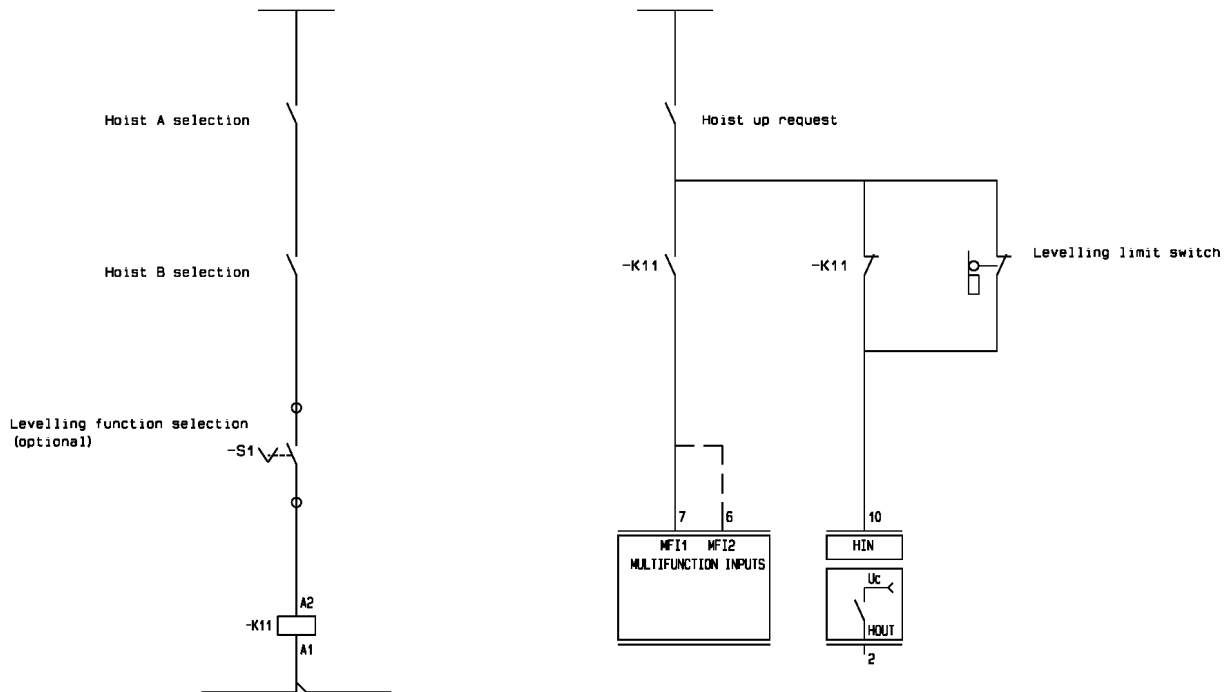 Hoist A selection
Hoist up request
Hoist B selection
-K11
-K11
Levelling limit switch
Levelling function selection
(optional)
-S1
7
6
10
MFI1
MFI2
MULTIFUNCTION INPUTS
HIN
Uc
HOUT
2
A2
-K11
A1